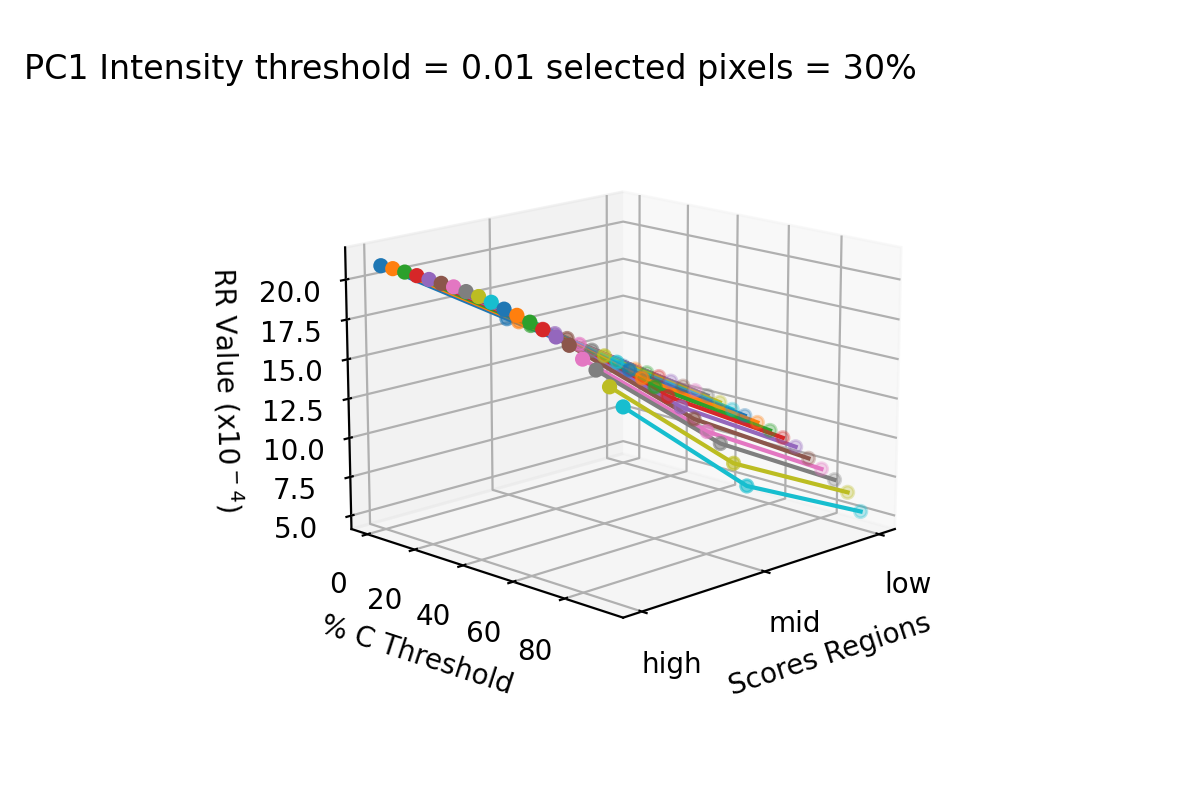 PC1 Intensity threshold = 0.01 selected pixels = 30%
RR Value (x10⁻⁴)
20.0
17.5
15.0
12.5
10.0
7.5
5.0
0
20
40
60
80
% C Threshold
high
mid
low
Scores Regions